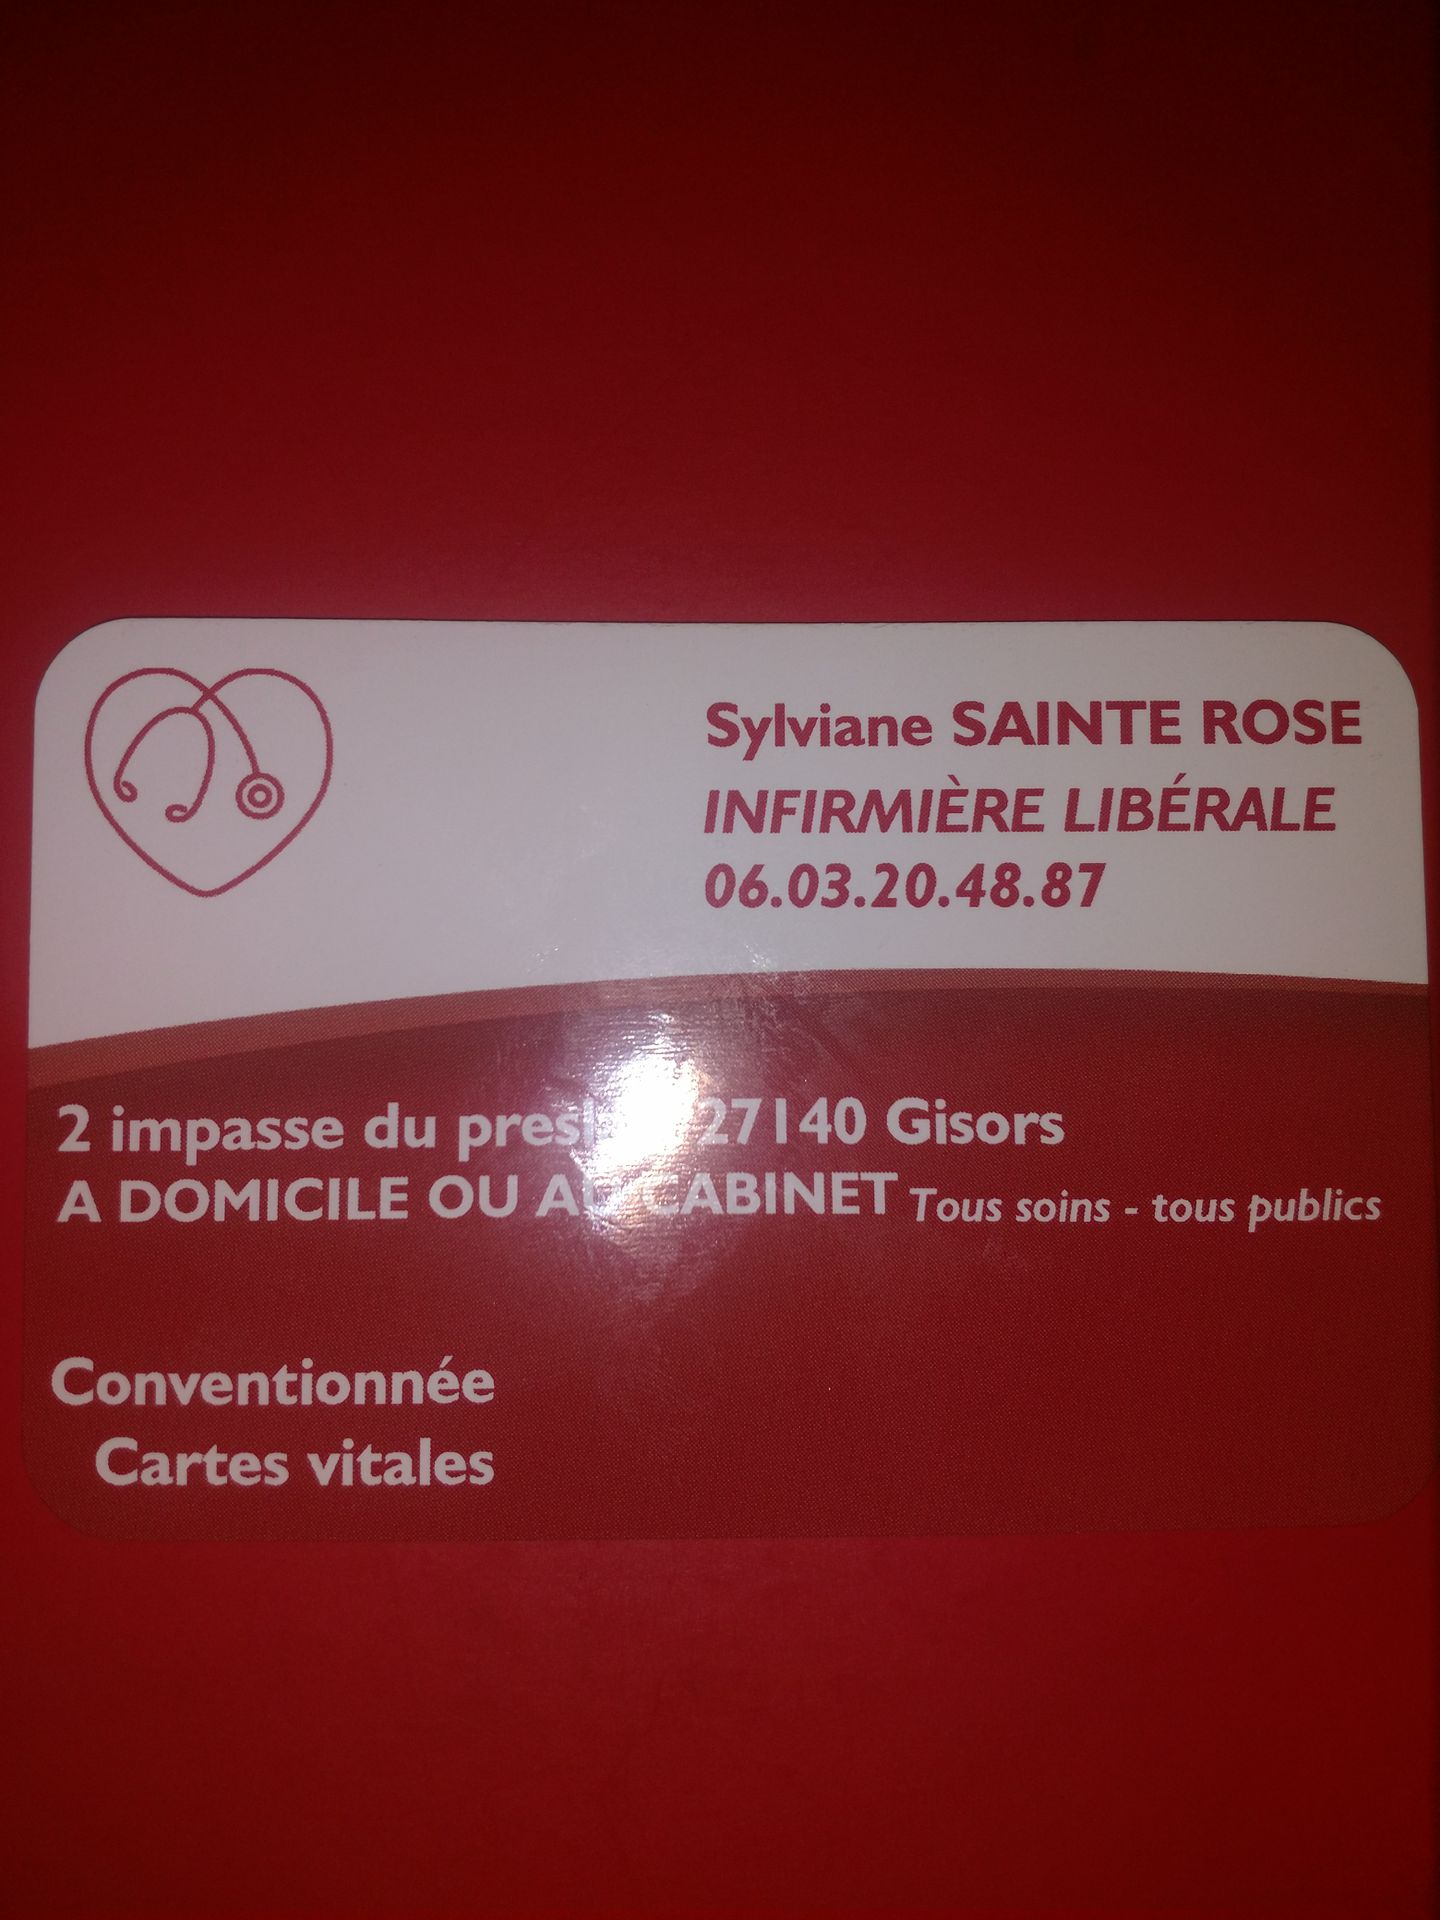 Sylviane SAINTE ROSE
INFIRMIÈRE LIBÉRALE
06.03.20.48.87
2 impasse du 27140 Gisors
A DOMICILE OU AU CABINET Tous soins - tous publics
Conventionnée
Cartes vitales